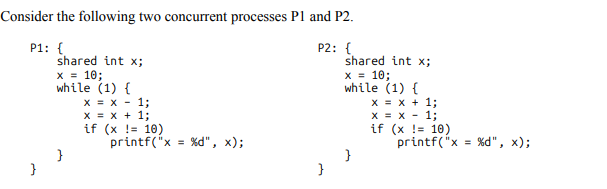 Consider the following two concurrent processes P1 and P2.
P1: {
shared int x;
x = 10;
while (1) {
x = x - 1;
x = x + 1;
if (x != 10)
printf("x = %d", x);
}
}
P2: {
shared int x;
x = 10;
while (1) {
x = x + 1;
x = x - 1;
if (x != 10)
printf("x = %d", x);
}
}